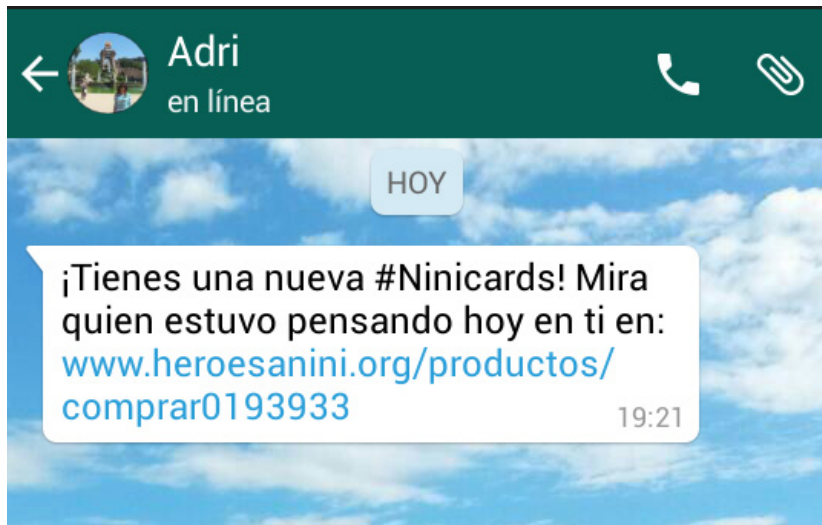 Adri
en línea
HOY
¡Tienes una nueva #Ninicards! Mira
quien estuvo pensando hoy en ti en:
www.heroesanini.org/productos/
comprar0193933
19:21